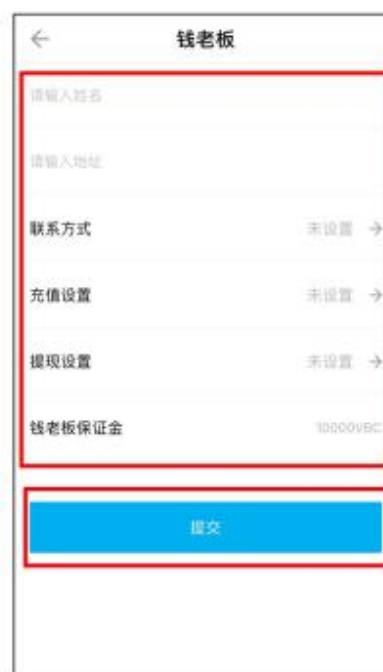 钱老板
请输入姓名
请输入地址
联系方式 未设置
充值设置 未设置
提现设置 未设置
钱老板保证金 10000VBC
提交